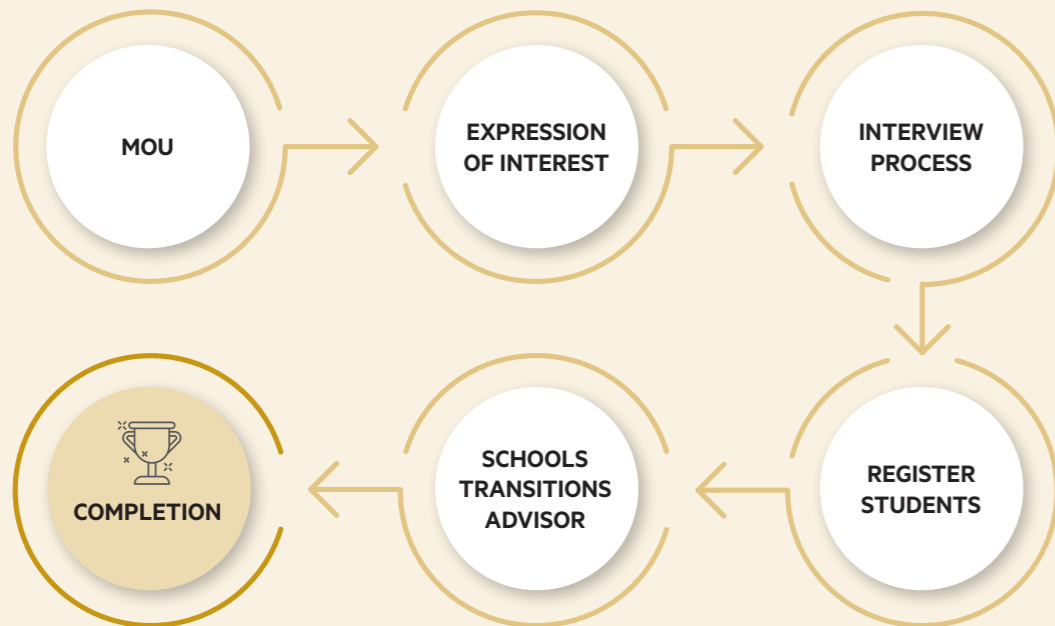 MOU
EXPRESSION
OF INTEREST
INTERVIEW
PROCESS
REGISTER
STUDENTS
SCHOOLS
TRANSITIONS
ADVISOR
COMPLETION